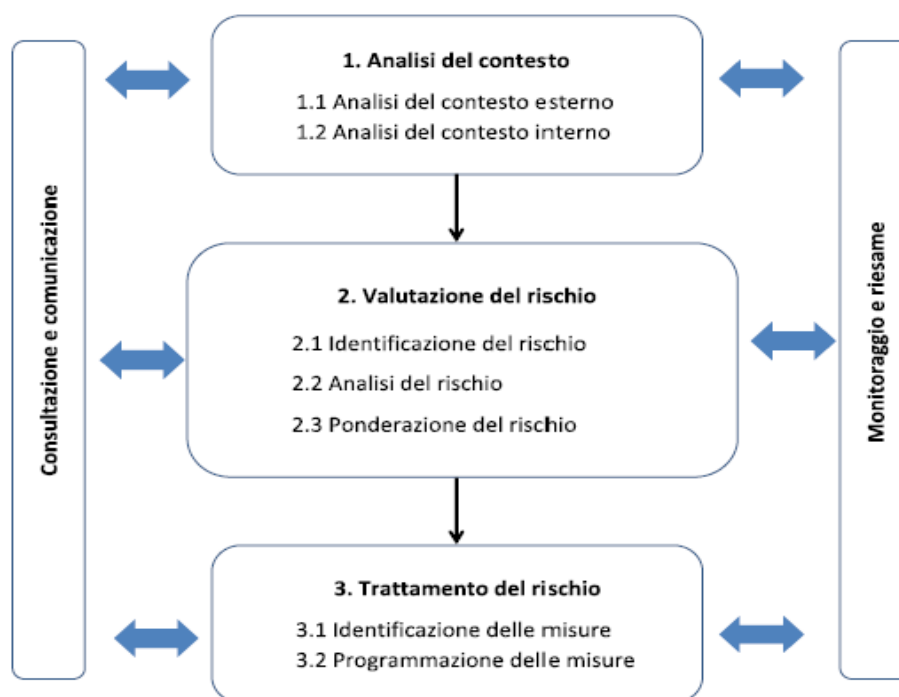 Consultazione e comunicazione
1. Analisi del contesto
1.1 Analisi del contesto esterno
1.2 Analisi del contesto interno
2. Valutazione del rischio
2.1 Identificazione del rischio
2.2 Analisi del rischio
2.3 Ponderazione del rischio
3. Trattamento del rischio
3.1 Identificazione delle misure
3.2 Programmazione delle misure
Monitoraggio e riesame